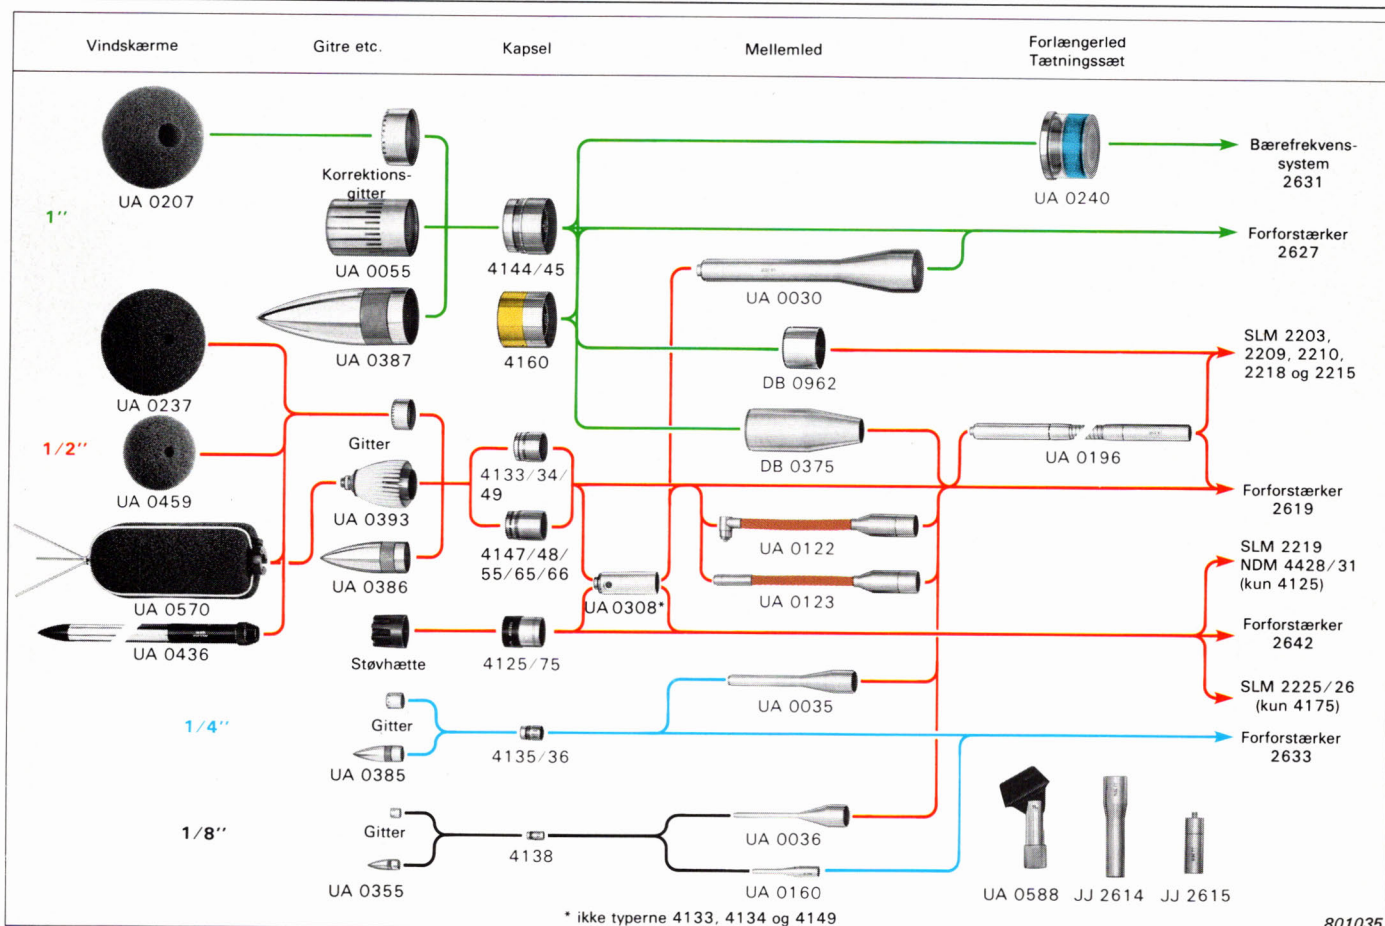 Vindskærme
Gitre etc.
Kapsel
Mellemled
Forlængerled
Tætningssæt
1''
UA 0207
Korrektions-
gitter
UA 0055
UA 0387
4144/45
4160
UA 0240
UA 0030
DB 0962
DB 0375
Bærefrekvens-
system
2631
Forforstærker
2627
SLM 2203,
2209, 2210,
2218 og 2215
1/2''
UA 0237
UA 0459
UA 0570
UA 0436
Gitter
UA 0393
UA 0386
Støvhætte
4133/34/
49
4147/48/
55/65/66
4125/75
UA 0308*
UA 0122
UA 0123
UA 0196
Forforstærker
2619
SLM 2219
NDM 4428/31
(kun 4125)
Forforstærker
2642
SLM 2225/26
(kun 4175)
1/4''
Gitter
UA 0385
4135/36
UA 0035
Forforstærker
2633
1/8''
Gitter
UA 0355
4138
UA 0036
UA 0160
UA 0588
JJ 2614
JJ 2615
* ikke typerne 4133, 4134 og 4149
801035